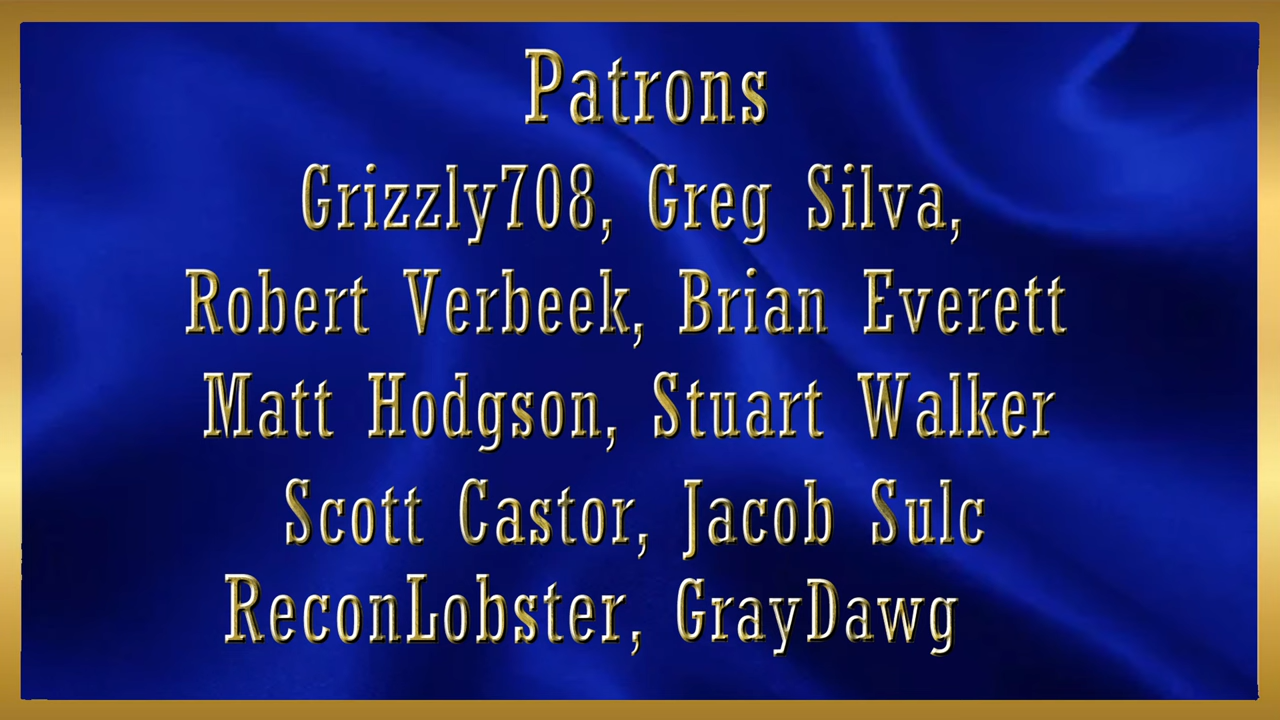 Patrons
Grizzly708, Greg Silva,
Robert Verbeek, Brian Everett
Matt Hodgson, Stuart Walker
Scott Castor, Jacob Sulc
ReconLobster, GrayDawg